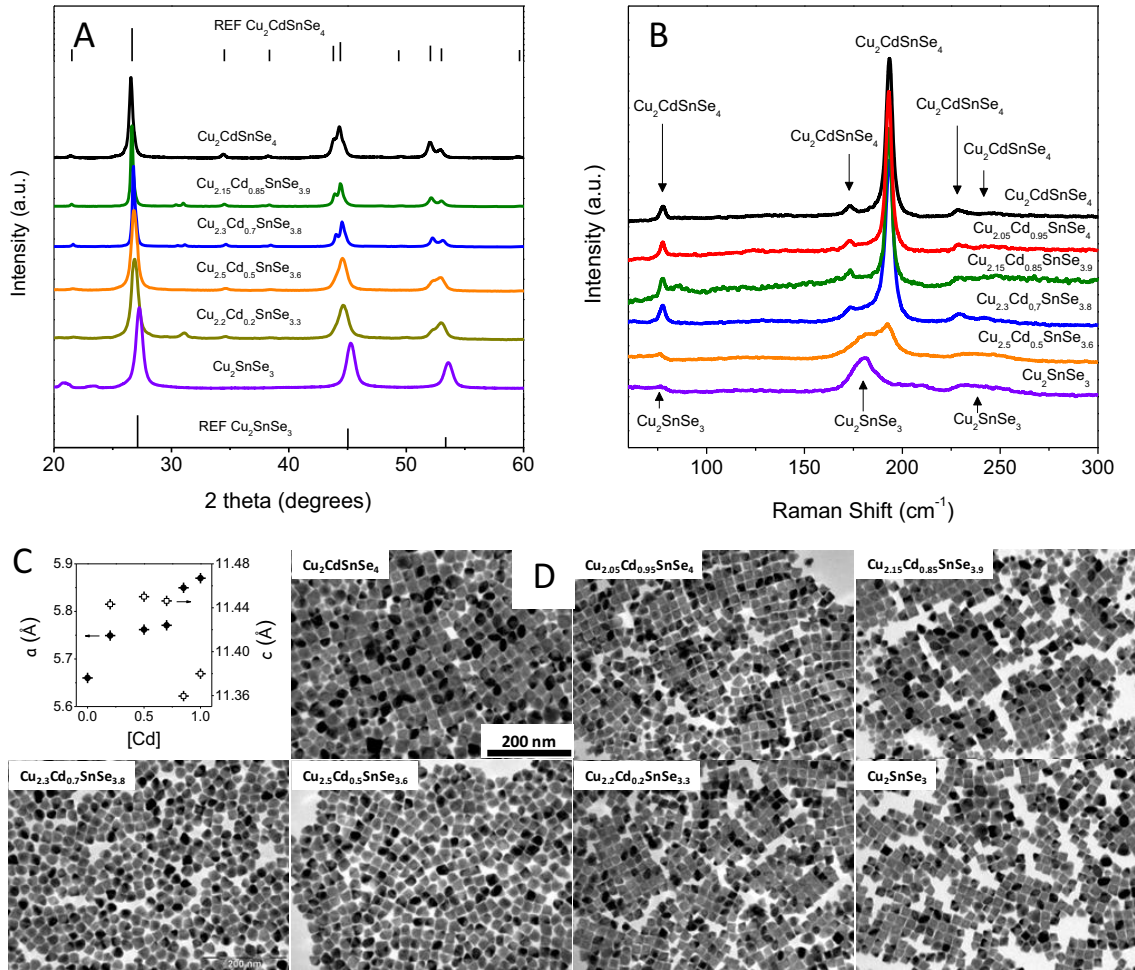 A
REF Cu₂CdSnSe₄
Cu₂CdSnSe₄
Cu₂.₁₅Cd₀.₈₅SnSe₃.₉
Cu₂.₃Cd₀.₇SnSe₃.₈
Cu₂.₅Cd₀.₅SnSe₃.₆
Cu₂.₂Cd₀.₂SnSe₃.₃
Cu₂SnSe₃
REF Cu₂SnSe₃
Intensity (a.u.)
20 30 40 50 60
2 theta (degrees)
B
Cu₂CdSnSe₄
Cu₂CdSnSe₄
Cu₂CdSnSe₄
Cu₂CdSnSe₄
Cu₂CdSnSe₄
Cu₂CdSnSe₄
Cu₂.₀₅Cd₀.₉₅SnSe₄
Cu₂.₁₅Cd₀.₈₅SnSe₃.₉
Cu₂.₃Cd₀,₇SnSe₃.₈
Cu₂.₅Cd₀.₅SnSe₃.₆
Cu₂SnSe₃
Cu₂SnSe₃
Cu₂SnSe₃
Cu₂SnSe₃
Intensity (a.u.)
100 150 200 250 300
Raman Shift (cm⁻¹)
C
5.9
5.8
5.7
5.6
a (Å)
11.48
11.44
11.40
11.36
c (Å)
0.0 0.5 1.0
[Cd]
Cu₂CdSnSe₄
D
Cu₂.₀₅Cd₀.₉₅SnSe₄
Cu₂.₁₅Cd₀.₈₅SnSe₃.₉
200 nm
Cu₂.₃Cd₀.₇SnSe₃.₈
Cu₂.₅Cd₀.₅SnSe₃.₆
Cu₂.₂Cd₀.₂SnSe₃.₃
Cu₂SnSe₃
200 nm